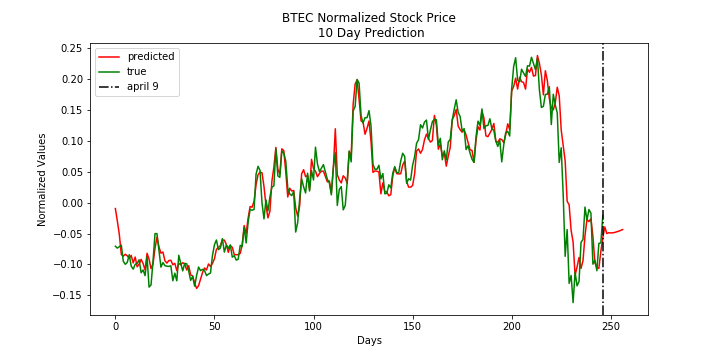 BTEC Normalized Stock Price
10 Day Prediction
predicted
true
april 9
Normalized Values
0.25
0.20
0.15
0.10
0.05
0.00
−0.05
−0.10
−0.15
0
50
100
150
200
250
Days